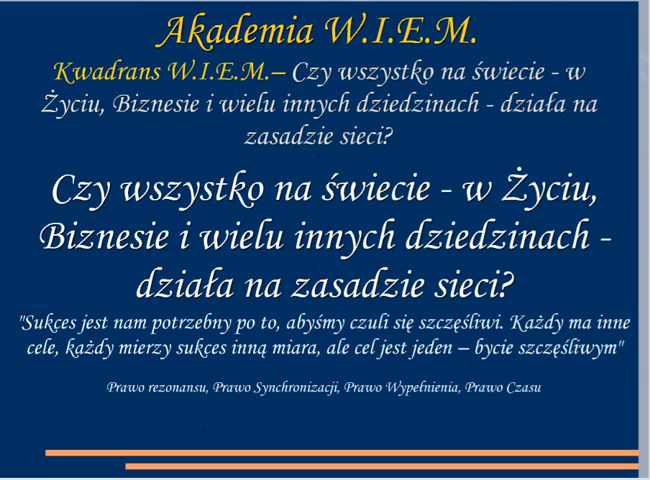 Akademia W.I.E.M.
Kwadrans W.I.E.M.– Czy wszystko na świecie - w
Życiu, Biznesie i wielu innych dziedzinach - działa na
zasadzie sieci?
Czy wszystko na świecie - w Życiu,
Biznesie i wielu innych dziedzinach -
działa na zasadzie sieci?
"Sukces jest nam potrzebny po to, abyśmy czuli się szczęśliwi. Każdy ma inne
cele, każdy mierzy sukces inną miara, ale cel jest jeden – bycie szczęśliwym"
Prawo rezonansu, Prawo Synchronizacji, Prawo Wypełnienia, Prawo Czasu